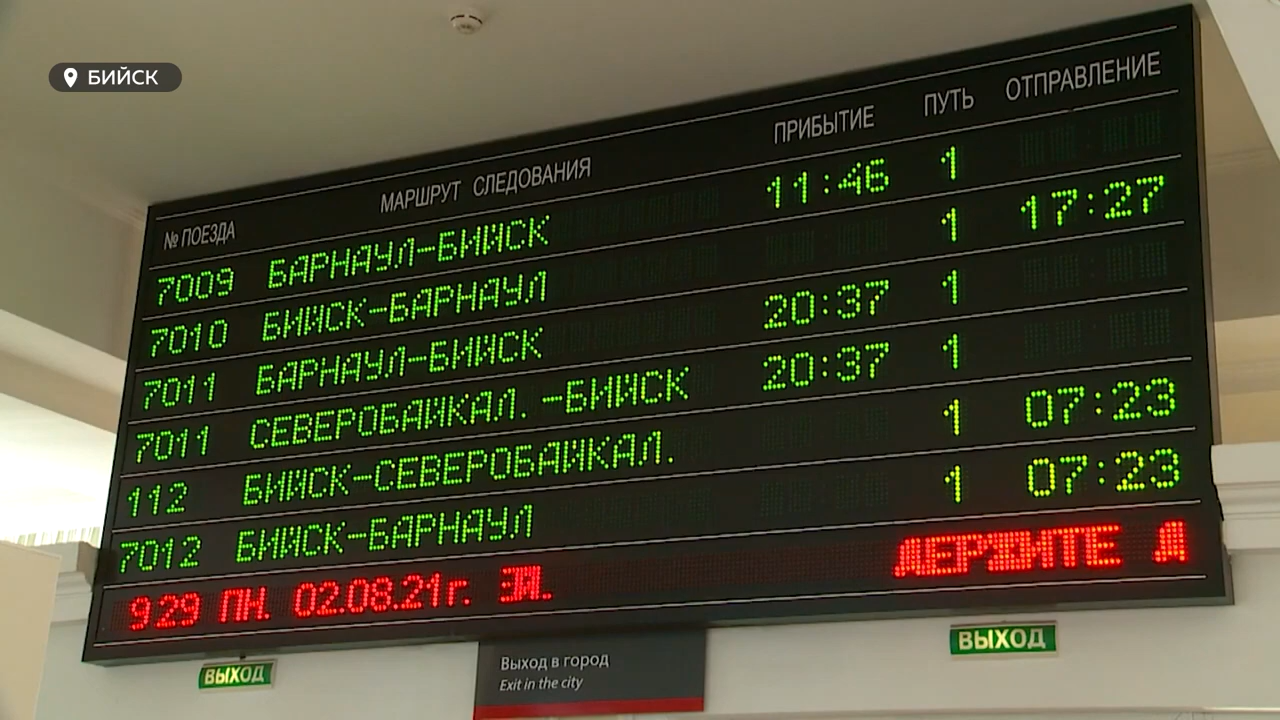 БИЙСК
№ ПОЕЗДА МАРШРУТ СЛЕДОВАНИЯ ПРИБЫТИЕ ПУТЬ ОТПРАВЛЕНИЕ
7009 БАРНАУЛ-БИЙСК 11:46 1
7010 БИЙСК-БАРНАУЛ 1 17:27
7011 БАРНАУЛ-БИЙСК 20:37 1
7011 СЕВЕРОБАЙКАЛ.-БИЙСК 20:37 1
112 БИЙСК-СЕВЕРОБАЙКАЛ. 1 07:23
7012 БИЙСК-БАРНАУЛ 1 07:23
929 ПН. 02.08.21г. ДЕРЖИТЕ Д
ВЫХОД
Выход в город
Exit in the city
ВЫХОД